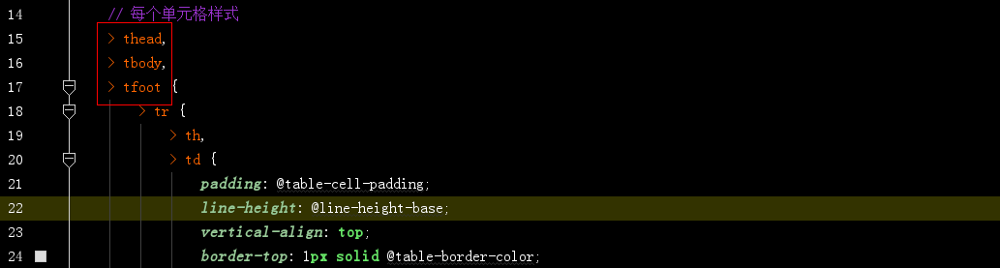 14 // 每个单元格样式
15 > thead,
16 > tbody,
17 > tfoot {
18 > tr {
19 > th,
20 > td {
21 padding: @table-cell-padding;
22 line-height: @line-height-base;
23 vertical-align: top;
24 border-top: 1px solid @table-border-color;